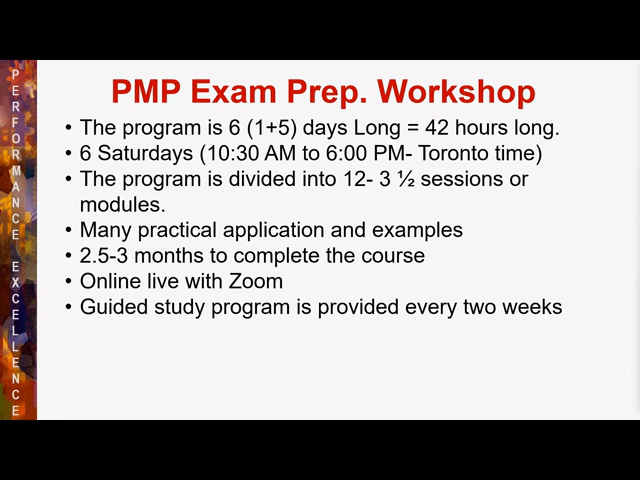 PERFORMANCE EXCELLENCE
PMP Exam Prep. Workshop
• The program is 6 (1+5) days Long = 42 hours long.
• 6 Saturdays (10:30 AM to 6:00 PM- Toronto time)
• The program is divided into 12- 3 ½ sessions or
modules.
• Many practical application and examples
• 2.5-3 months to complete the course
• Online live with Zoom
• Guided study program is provided every two weeks